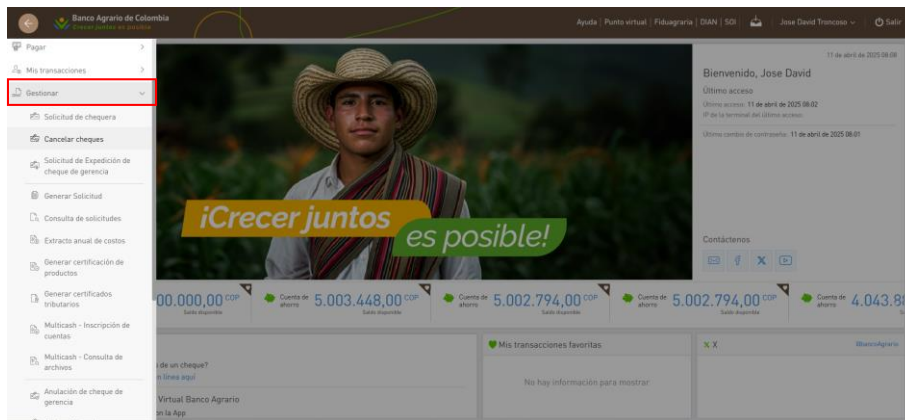 Banco Agrario de Colombia
Crecer juntos es posible
Ayuda | Punto virtual | Fiduagraria | DIAN | SOI
Jose David Troncoso
Salir
Pagar
Mis transacciones
Gestionar
Solicitud de chequera
Cancelar cheques
Solicitud de Expedición de
cheque de gerencia
Generar Solicitud
Consulta de solicitudes
Extracto anual de costos
Generar certificación de
productos
Generar certificados
tributarios
Multicash - Inscripción de
cuentas
Multicash - Consulta de
archivos
Anulación de cheque de
gerencia
¡Crecer juntos
es posible!
11 de abril de 2025 08:08
Bienvenido, Jose David
Último acceso
Último acceso: 11 de abril de 2025 08:02
IP de la terminal del último acceso:
Último cambio de contraseña: 11 de abril de 2025 08:01
Contáctenos
00.000,00 COP
Saldo disponible
Cuenta de
ahorro
5.003.448,00 COP
Saldo disponible
Cuenta de
ahorro
5.002.794,00 COP
Saldo disponible
Cuenta de
ahorro
5.002.794,00 COP
Saldo disponible
Cuenta de
ahorro
4.043.8
de un cheque?
n línea aquí
Virtual Banco Agrario
on la App
Mis transacciones favoritas
No hay información para mostrar
X X
@bancoAgrario